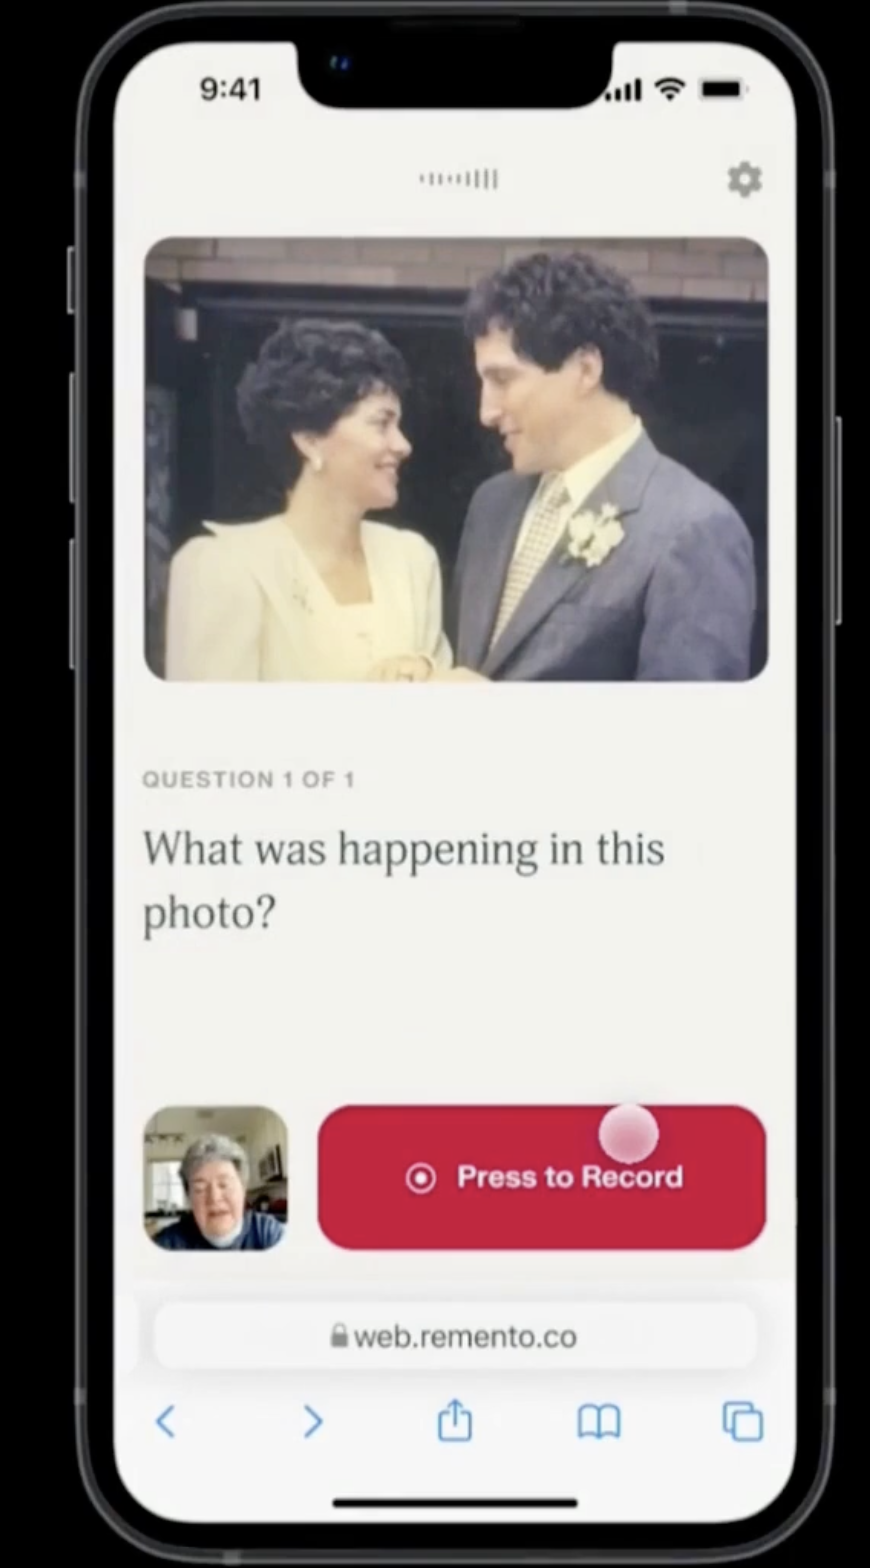 9:41
QUESTION 1 OF 1
What was happening in this
photo?
Press to Record
web.remento.co